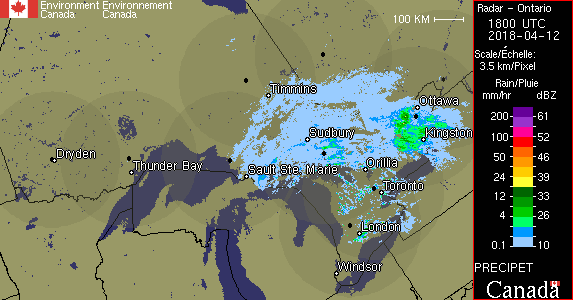 Environment Environnement
Canada Canada
100 KM
Timmins
Ottawa
Sudbury
Kingston
Dryden
Thunder Bay
Sault Ste. Marie
Orillia
Toronto
London
Windsor
Radar - Ontario
1800 UTC
2018-04-12
Scale/Échelle:
3.5 km/Pixel
Rain/Pluie
mm/hr dBZ
200 61
100 52
50 46
24 39
12 33
4 26
0.1 10
PRECIPET
Canada